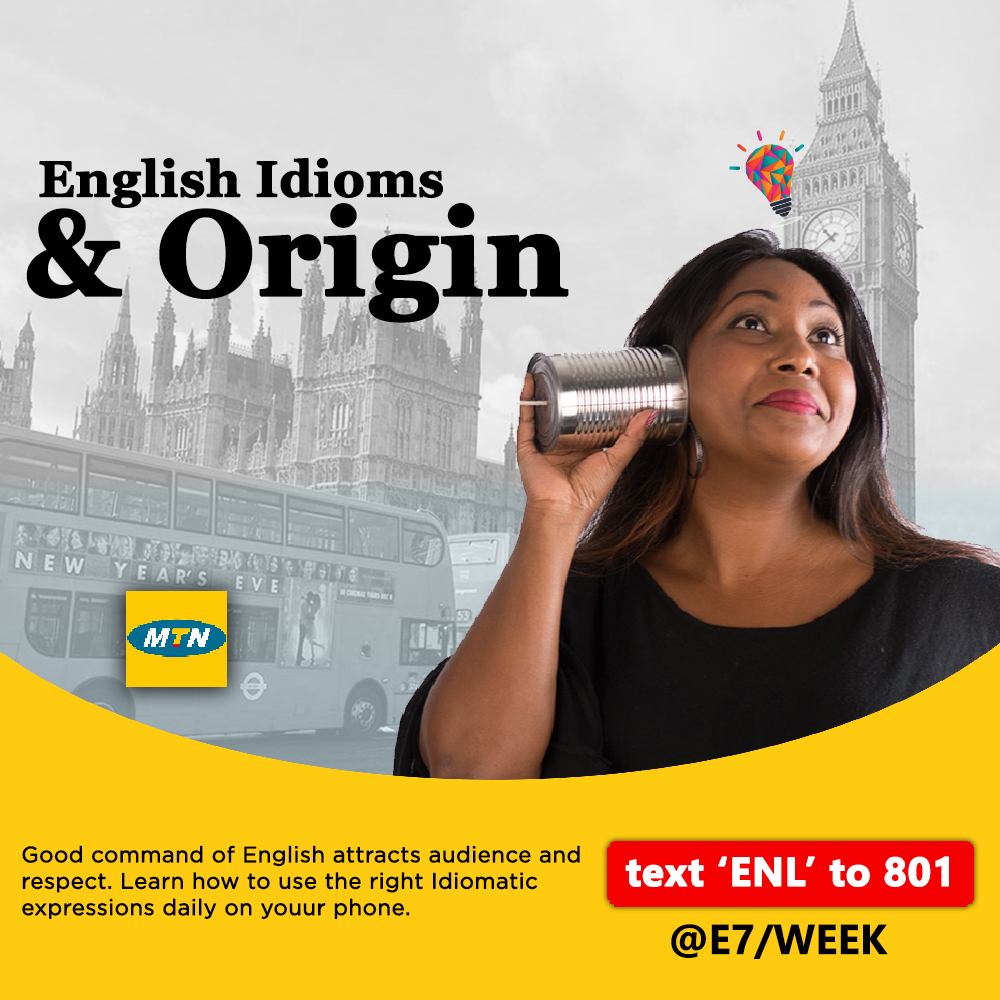 English Idioms
& Origin
NEW YEAR'S EVE
53
MTN
Good command of English attracts audience and
respect. Learn how to use the right Idiomatic
expressions daily on youur phone.
text ‘ENL’ to 801
@E7/WEEK